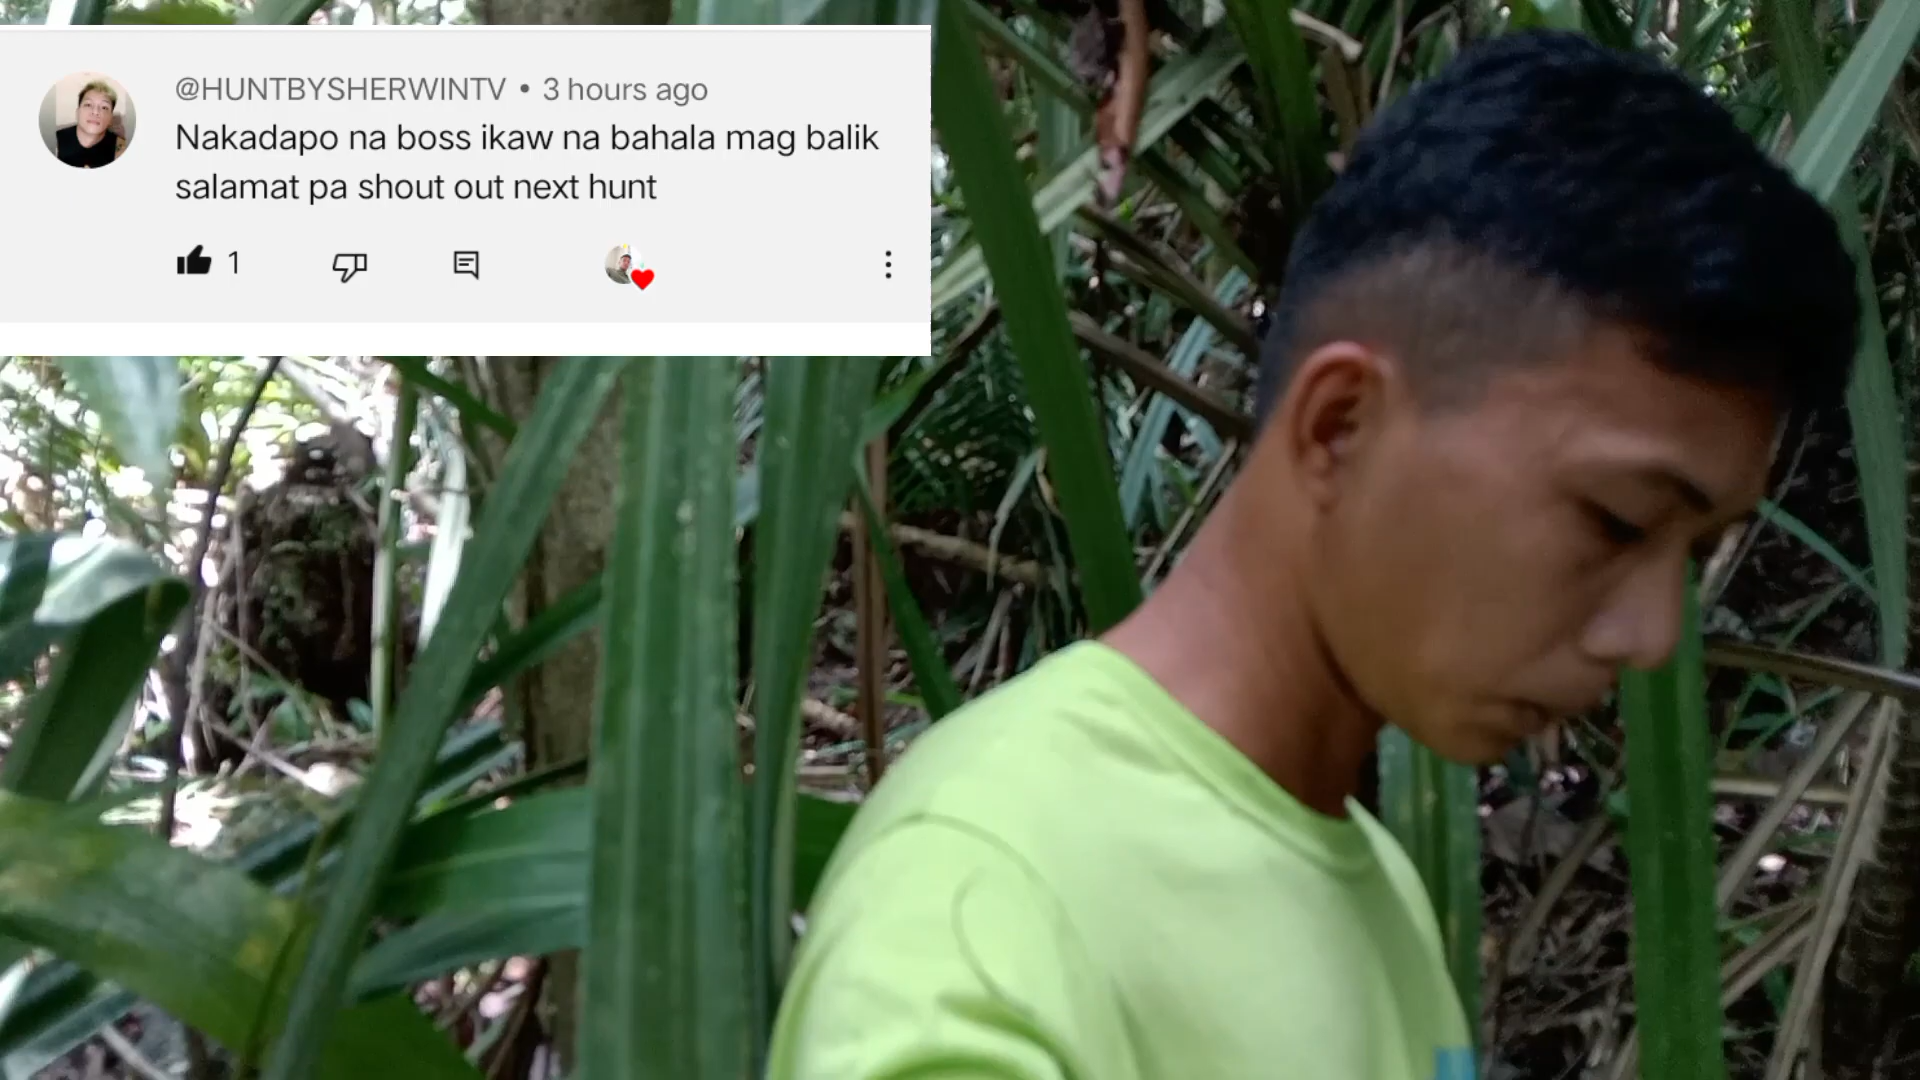 @HUNTBYSHERWINTV • 3 hours ago
Nakadapo na boss ikaw na bahala mag balik
salamat pa shout out next hunt
1